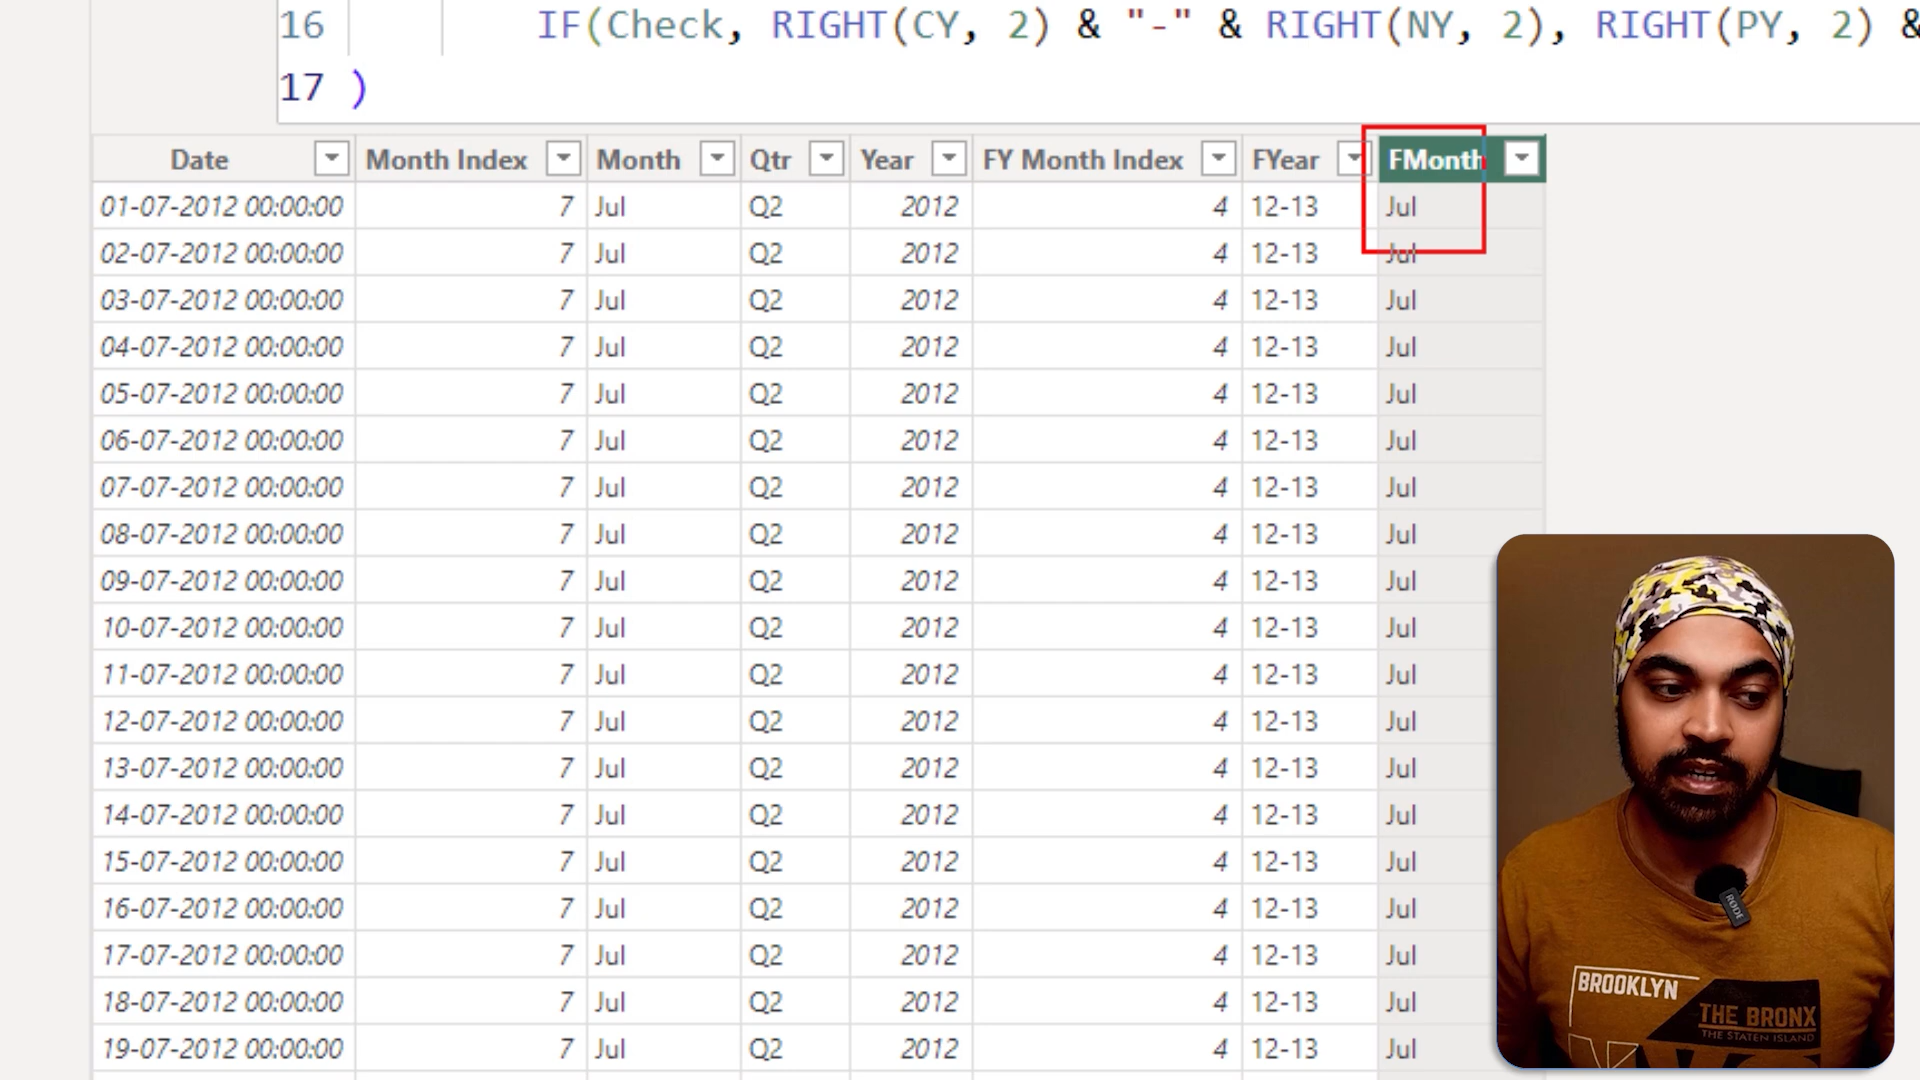 16 IF(Check, RIGHT(CY, 2) & "-" & RIGHT(NY, 2), RIGHT(PY, 2) &
17 )
Date Month Index Month Qtr Year FY Month Index FYear FMonth
01-07-2012 00:00:00 7 Jul Q2 2012 4 12-13 Jul
02-07-2012 00:00:00 7 Jul Q2 2012 4 12-13 Jul
03-07-2012 00:00:00 7 Jul Q2 2012 4 12-13 Jul
04-07-2012 00:00:00 7 Jul Q2 2012 4 12-13 Jul
05-07-2012 00:00:00 7 Jul Q2 2012 4 12-13 Jul
06-07-2012 00:00:00 7 Jul Q2 2012 4 12-13 Jul
07-07-2012 00:00:00 7 Jul Q2 2012 4 12-13 Jul
08-07-2012 00:00:00 7 Jul Q2 2012 4 12-13 Jul
09-07-2012 00:00:00 7 Jul Q2 2012 4 12-13 Jul
10-07-2012 00:00:00 7 Jul Q2 2012 4 12-13 Jul
11-07-2012 00:00:00 7 Jul Q2 2012 4 12-13 Jul
12-07-2012 00:00:00 7 Jul Q2 2012 4 12-13 Jul
13-07-2012 00:00:00 7 Jul Q2 2012 4 12-13 Jul
14-07-2012 00:00:00 7 Jul Q2 2012 4 12-13 Jul
15-07-2012 00:00:00 7 Jul Q2 2012 4 12-13 Jul
16-07-2012 00:00:00 7 Jul Q2 2012 4 12-13 Jul
17-07-2012 00:00:00 7 Jul Q2 2012 4 12-13 Jul
18-07-2012 00:00:00 7 Jul Q2 2012 4 12-13 Jul
19-07-2012 00:00:00 7 Jul Q2 2012 4 12-13 Jul
RODE
BROOKLYN
THE BRONX
THE STATEN ISLAND